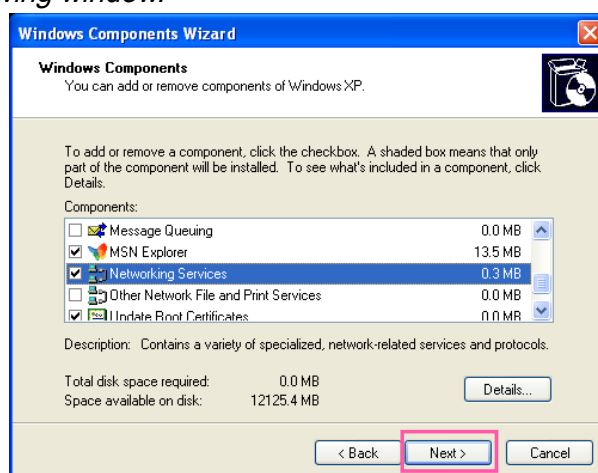 ing window.
Windows Components Wizard
Windows Components
You can add or remove components of Windows XP.
To add or remove a component, click the checkbox. A shaded box means that only
part of the component will be installed. To see what's included in a component, click
Details.
Components:
Message Queuing 0.0 MB
MSN Explorer 13.5 MB
Networking Services 0.3 MB
Other Network File and Print Services 0.0 MB
Update Root Certificates 0.0 MB
Description: Contains a variety of specialized, network-related services and protocols.
Total disk space required: 0.0 MB
Space available on disk: 12125.4 MB
Details...
< Back Next > Cancel